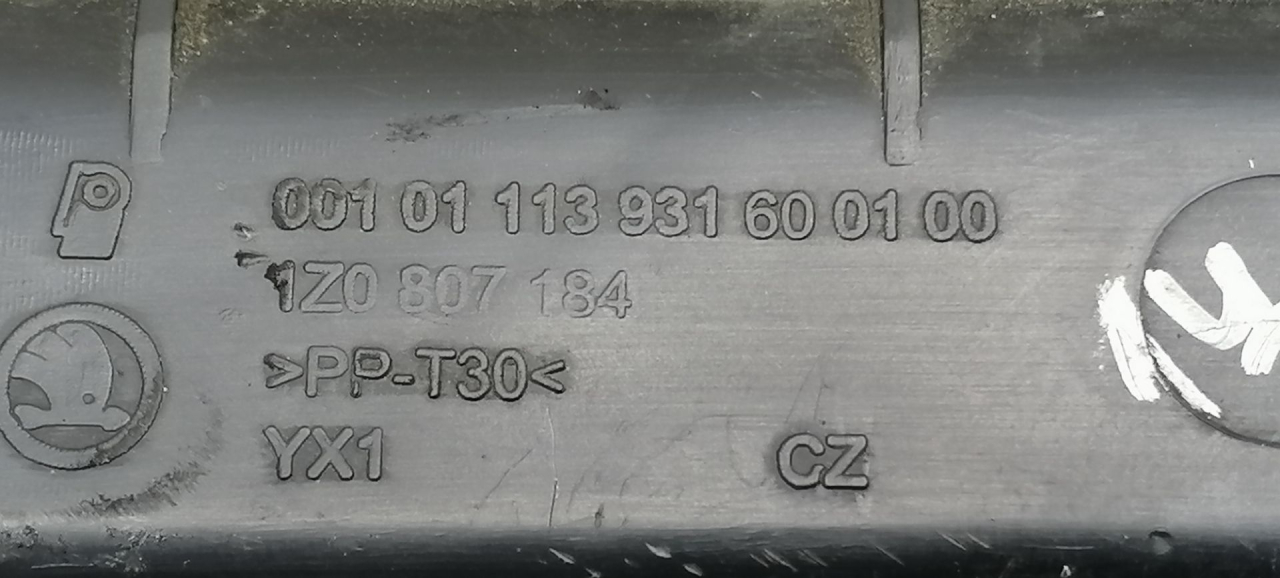 001 01 113 931 60 01 00
1Z0 807 184
>PP-T30<
YX1
CZ